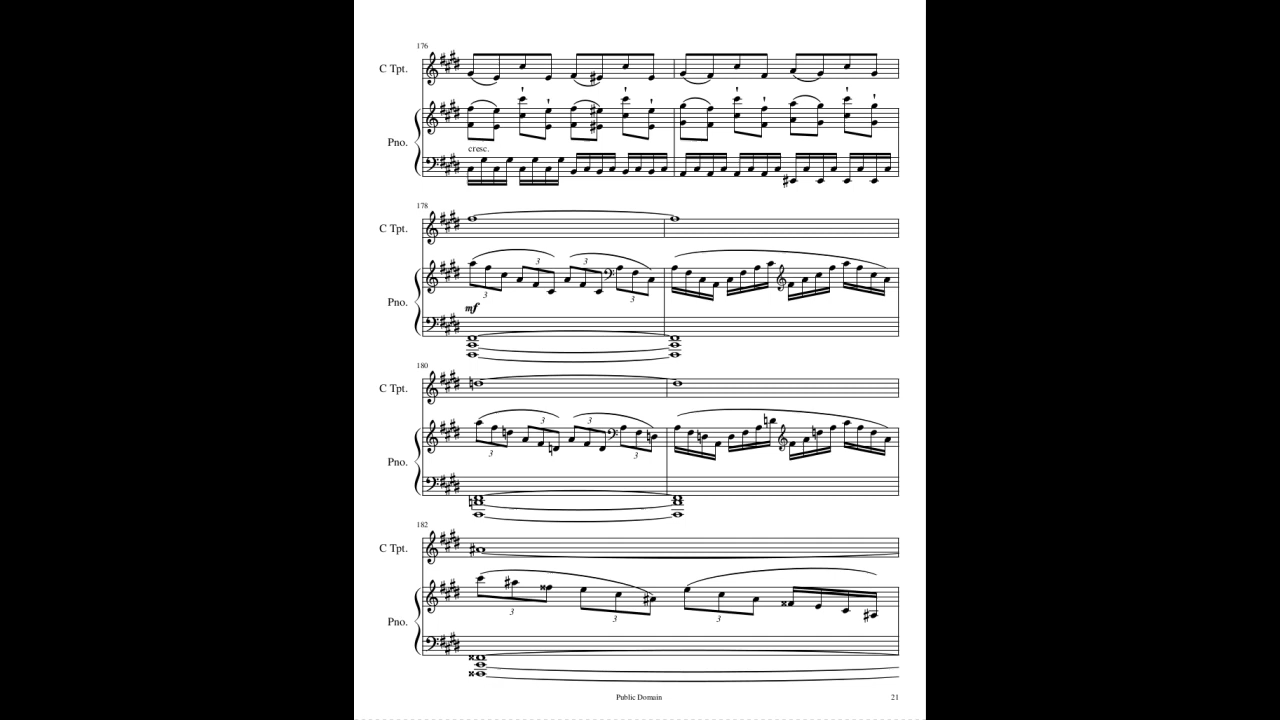 176
C Tpt.
Pno.
cresc.
178
C Tpt.
3
3
3
3
Pno.
mf
180
C Tpt.
3
3
3
3
Pno.
182
C Tpt.
3
3
3
Pno.
Public Domain
21